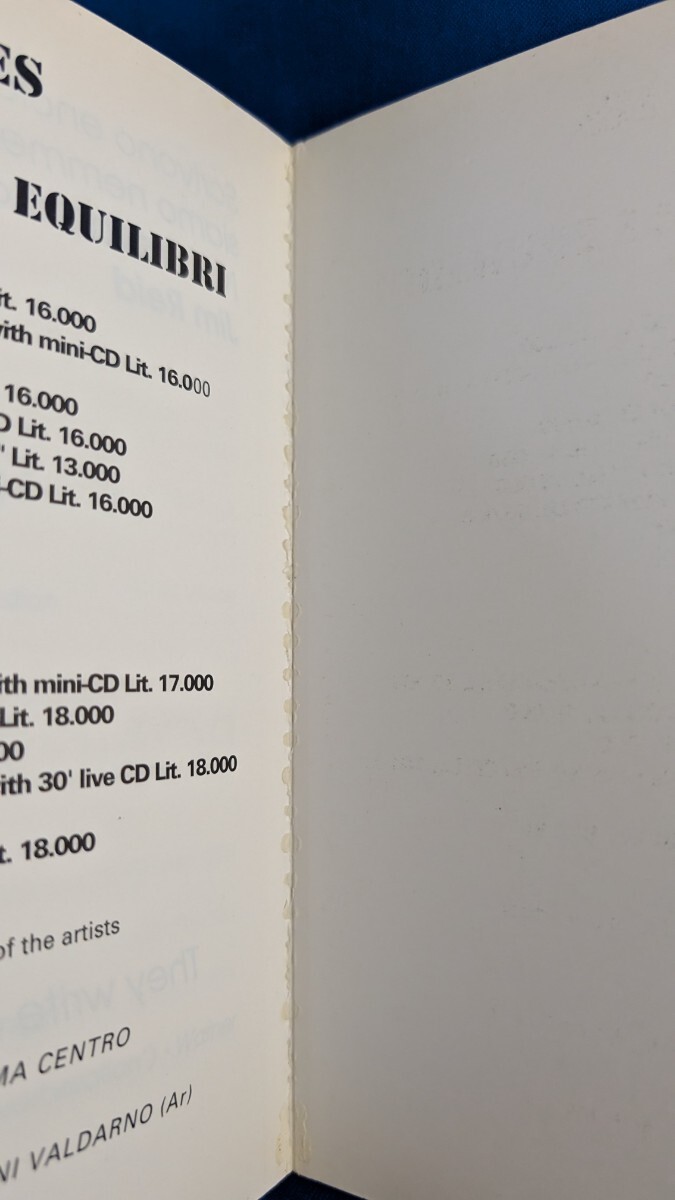 ES
EQUILIBRI
it. 16.000
with mini-CD Lit. 16.000
16.000
D Lit. 16.000
" Lit. 13.000
-CD Lit. 16.000
ith mini-CD Lit. 17.000
Lit. 18.000
00
ith 30' live CD Lit. 18.000
t. 18.000
of the artists
MA CENTRO
NI VALDARNO (Ar)